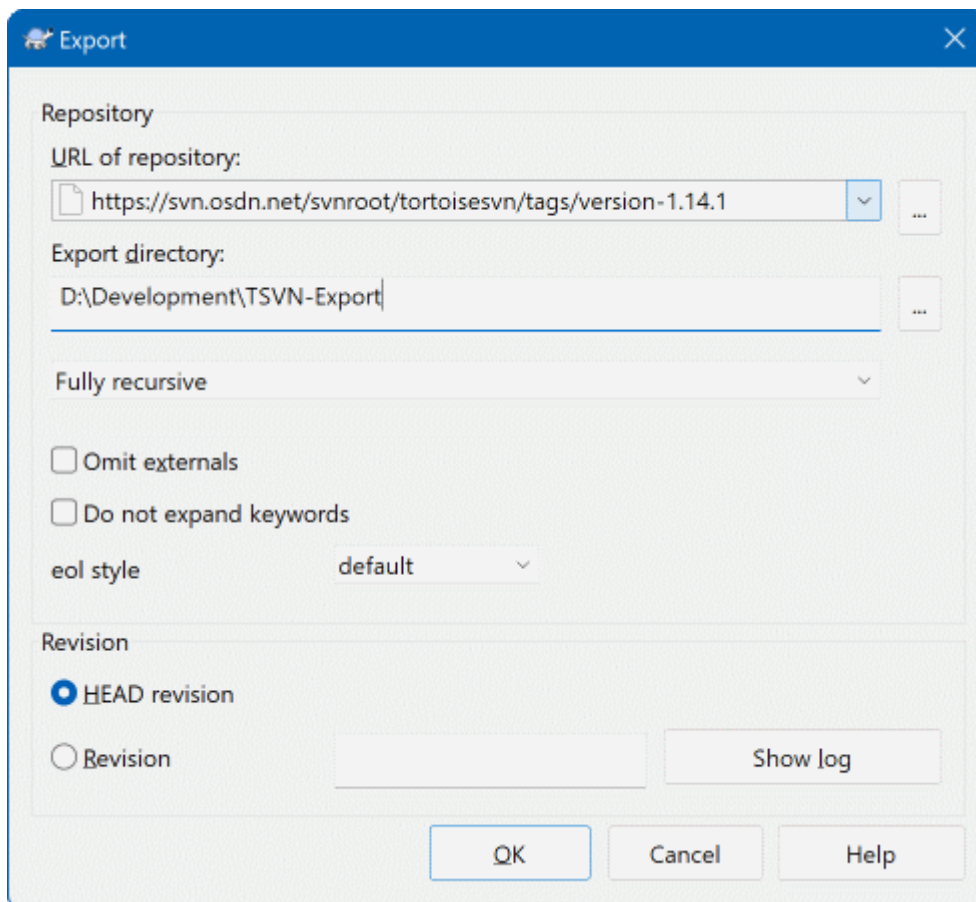 Export
Repository
URL of repository:
https://svn.osdn.net/svnroot/tortoisesvn/tags/version-1.14.1
...
Export directory:
D:\Development\TSVN-Export
...
Fully recursive
Omit externals
Do not expand keywords
eol style
default
Revision
HEAD revision
Revision
Show log
OK
Cancel
Help